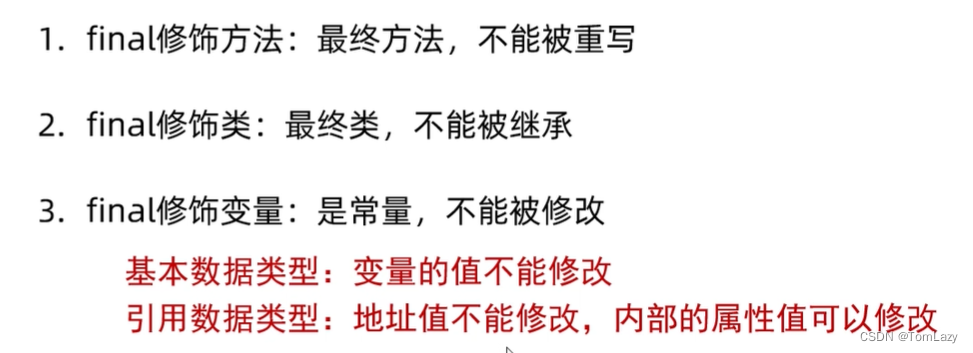 1. final修饰方法：最终方法，不能被重写
2. final修饰类：最终类，不能被继承
3. final修饰变量：是常量，不能被修改
基本数据类型：变量的值不能修改
引用数据类型：地址值不能修改，内部的属性值可以修改
CSDN @TomLazy